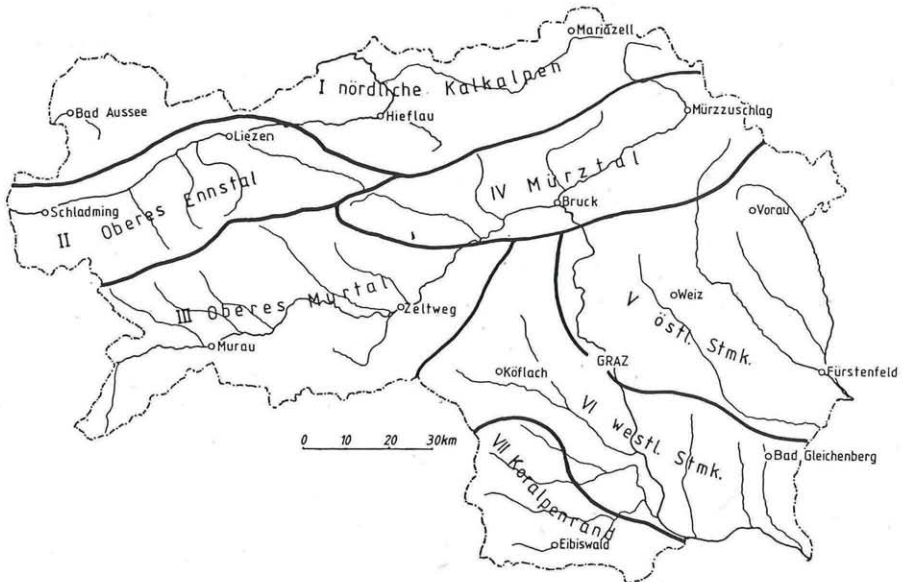 Mariazell
I nördliche Kalkalpen
Bad Aussee
Hieflau
Mürzzuschlag
Liezen
IV Mürztal
Bruck
Schladming
II Oberes Ennstal
Vorau
III Oberes Murtal
Zeltweg
Weiz
V östl. Stmk.
Murau
GRAZ
Köflach
Fürstenfeld
VI westl. Stmk.
0 10 20 30km
Bad Gleichenberg
VII Koralpenrand
Eibiswald